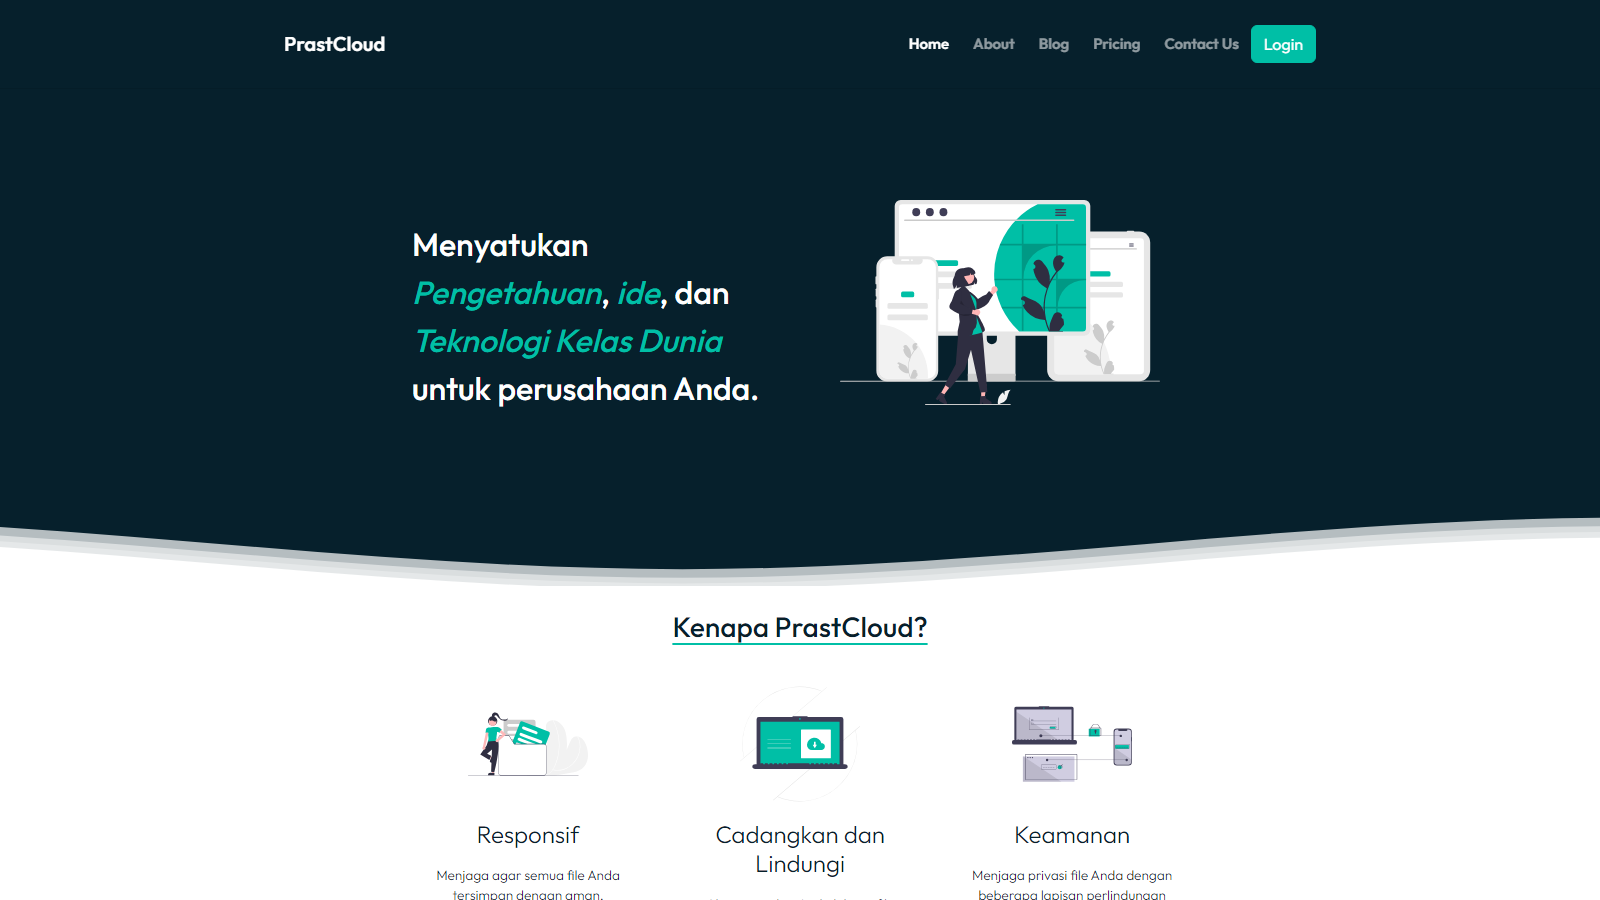 PrastCloud
Home About Blog Pricing Contact Us Login
Menyatukan
Pengetahuan, ide, dan
Teknologi Kelas Dunia
untuk perusahaan Anda.
Kenapa PrastCloud?
Responsif
Menjaga agar semua file Anda
tersimpan dengan aman.
Cadangkan dan
Lindungi
Keamanan
Menjaga privasi file Anda dengan
beberapa lapisan perlindungan